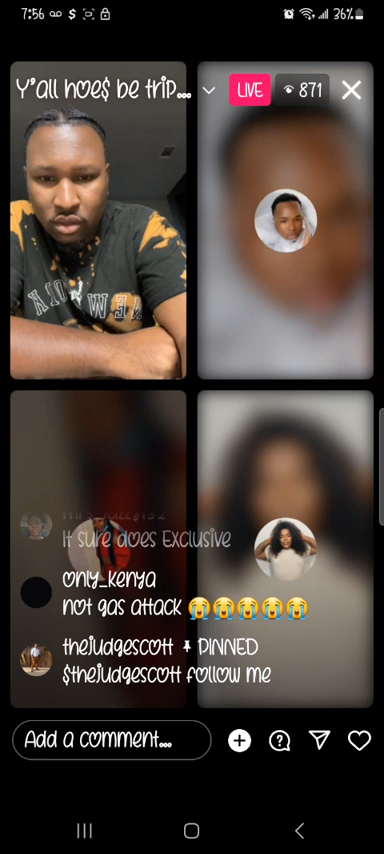 7:56 $ 36%
Y'all hoe$ be trip... LIVE 871
It sure does Exclusive
only_kenya
not gas attack 😭😭😭😭😭
thejudgescott PINNED
$thejudgescott follow me
Add a comment...